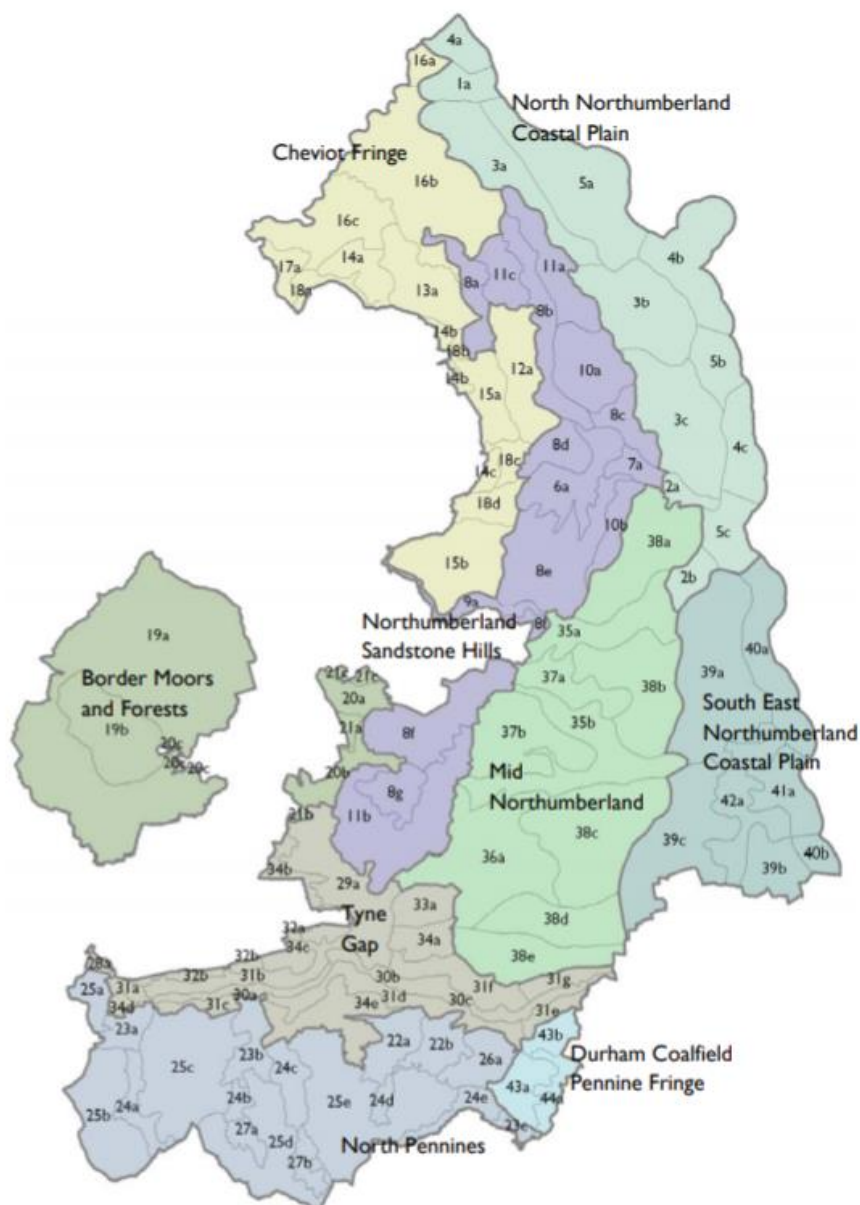 4a
16a
1a
North Northumberland
Coastal Plain
Cheviot Fringe
3a
16b
5a
16c
4b
17a
14a
11a
11c
8a
18a
13a
3b
8b
14b
18b
5b
12a
10a
14b
15a
8c
3c
4c
8d
18c
7a
14c
2a
6a
18d
10b
5c
38a
15b
8e
2b
9a
Northumberland
Sandstone Hills
35a
19a
40a
39a
Border Moors
and Forests
21c
21c
37a
38b
20a
South East
Northumberland
Coastal Plain
21a
8f
37b
35b
19b
20c
20c
20c
20b
Mid
Northumberland
8g
41a
42a
21b
11b
38c
39c
36a
40b
34b
39b
29a
33a
Tyne
Gap
38d
32a
34a
34c
38e
32b
28a
32b
31b
30b
31f
31g
25a
31a
30a
31d
30c
34d
31c
34e
31e
23a
43b
22a
22b
23b
26a
Durham Coalfield
Pennine Fringe
25c
24c
43a
25b
24a
24b
25e
24d
24e
44a
27a
23c
25d
North Pennines
27b